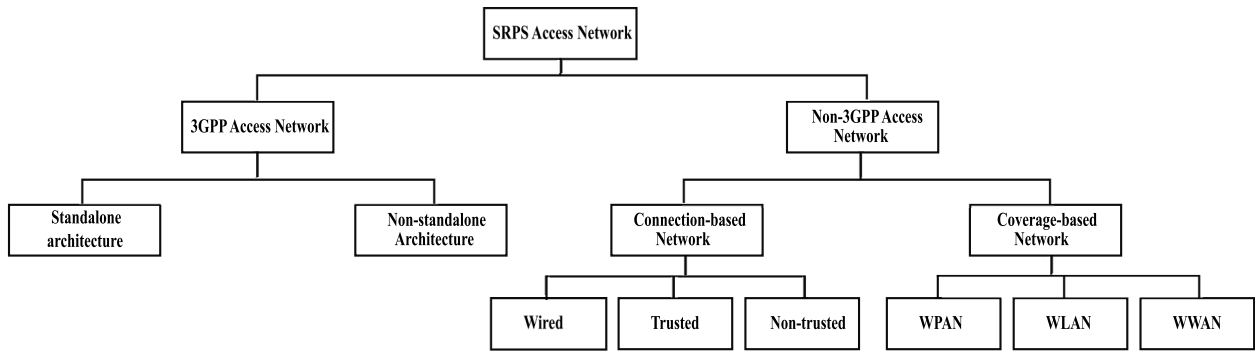 SRPS Access Network
3GPP Access Network
Non-3GPP Access
Network
Standalone
architecture
Non-standalone
Architecture
Connection-based
Network
Coverage-based
Network
Wired
Trusted
Non-trusted
WPAN
WLAN
WWAN